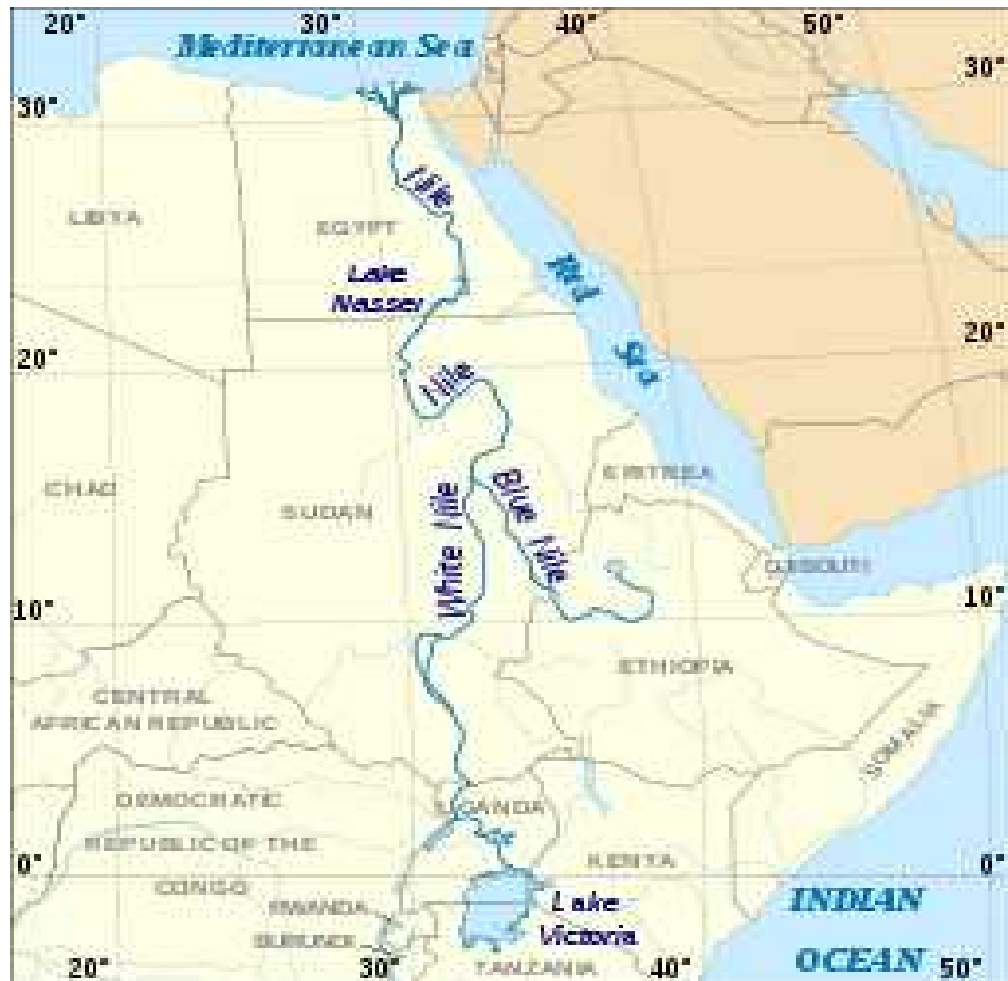 20° 30° 40° 50°
Mediterranean Sea
30°
30°
Nile
LIBYA
EGYPT
Lake
Nasser
Red
Sea
20°
20°
Nile
ERITREA
CHAD
SUDAN
White Nile
Blue Nile
DJIBOUTI
10°
10°
ETHIOPIA
CENTRAL
AFRICAN REPUBLIC
SOMALIA
DEMOCRATIC
REPUBLIC OF THE
CONGO
UGANDA
0°
0°
KENYA
RWANDA
BURUNDI
Lake
Victoria
INDIAN
OCEAN
TANZANIA
20° 30° 40° 50°